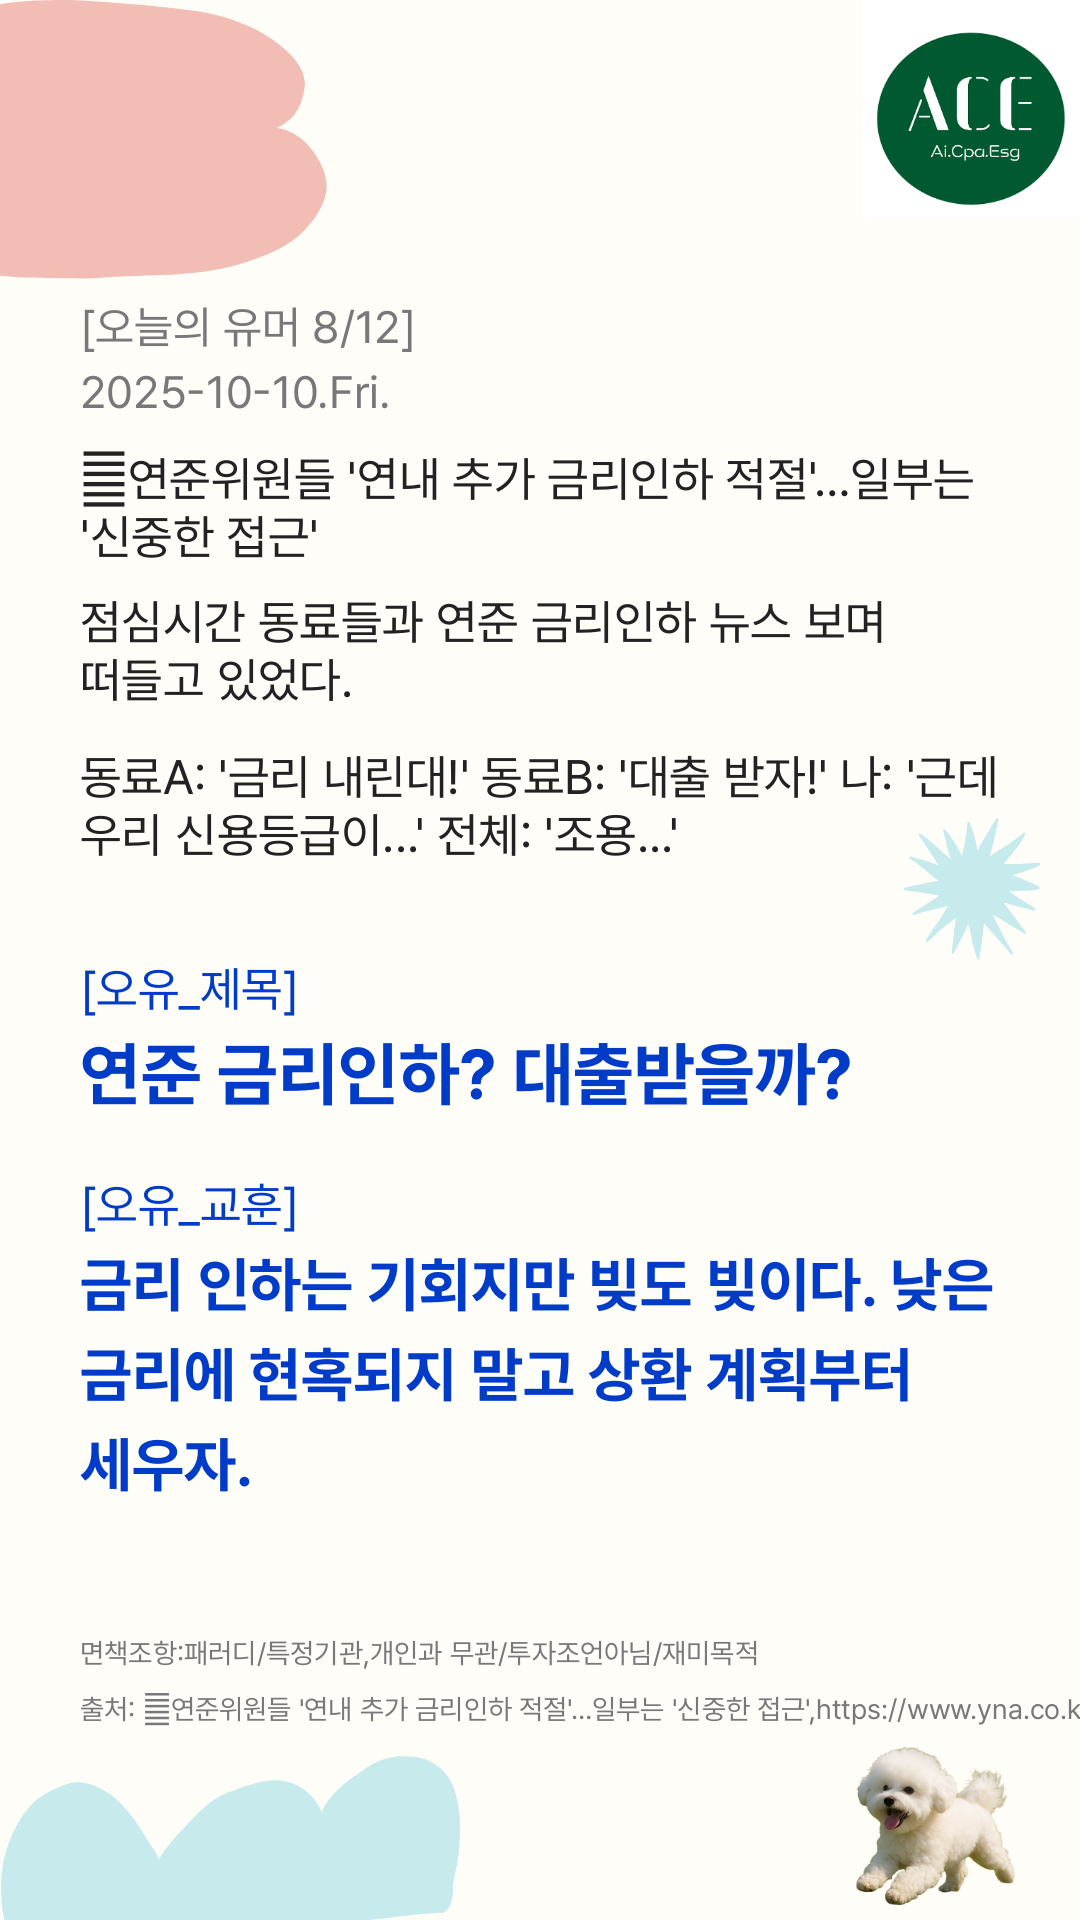 ACE
Ai.Cpa.Esg
[오늘의 유머 8/12]
2025-10-10.Fri.
䷀연준위원들 '연내 추가 금리인하 적절'...일부는
'신중한 접근'
점심시간 동료들과 연준 금리인하 뉴스 보며
떠들고 있었다.
동료A: '금리 내린대!' 동료B: '대출 받자!' 나: '근데
우리 신용등급이...' 전체: '조용...'
[오유_제목]
연준 금리인하? 대출받을까?
[오유_교훈]
금리 인하는 기회지만 빚도 빚이다. 낮은
금리에 현혹되지 말고 상환 계획부터
세우자.
면책조항:패러디/특정기관,개인과 무관/투자조언아님/재미목적
출처: ䷀연준위원들 '연내 추가 금리인하 적절'...일부는 '신중한 접근',https://www.yna.co.k